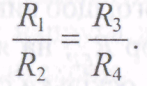 R₁/R₂ = R₃/R₄.